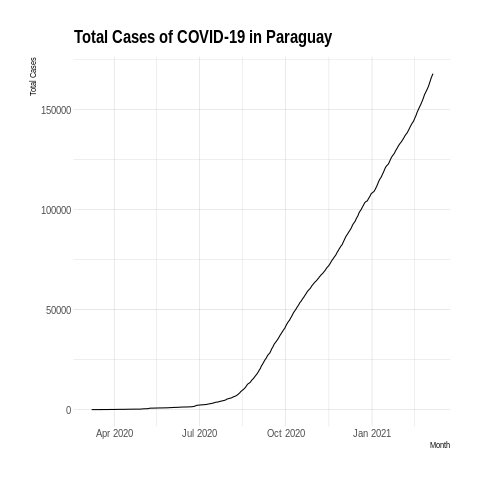 Total Cases of COVID-19 in Paraguay
Total Cases
150000
100000
50000
0
Apr 2020 Jul 2020 Oct 2020 Jan 2021
Month